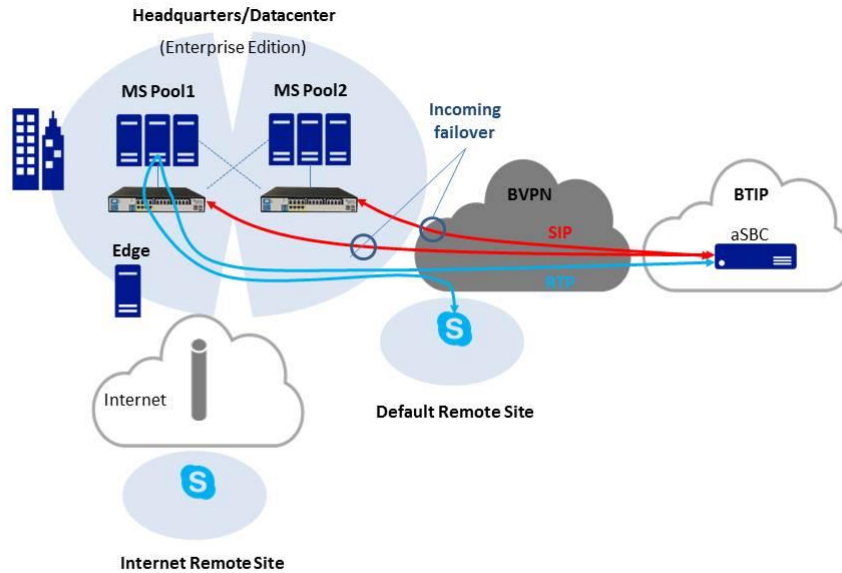 Headquarters/Datacenter
(Enterprise Edition)
MS Pool1
MS Pool2
Incoming
failover
BVPN
BTIP
SIP
aSBC
Edge
RTP
Internet
Default Remote Site
Internet Remote Site